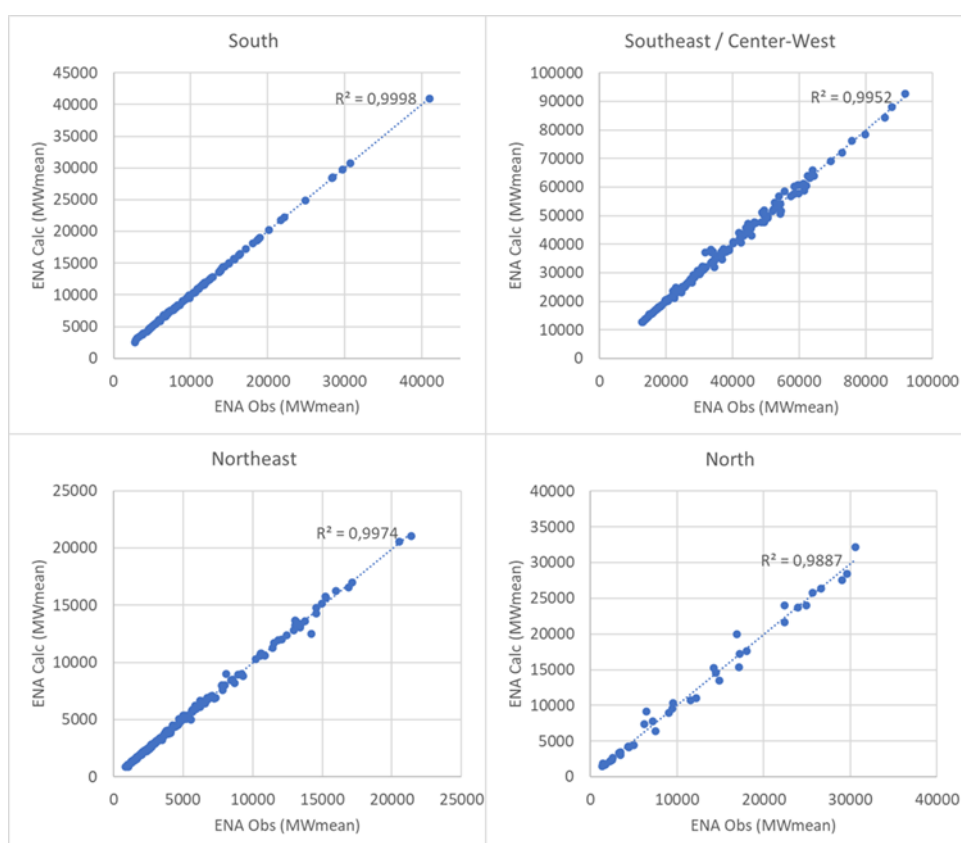 South
45000
40000
35000
30000
25000
20000
15000
10000
5000
0
ENA Calc (MWmean)
R² = 0,9998
0 10000 20000 30000 40000
ENA Obs (MWmean)
Southeast / Center-West
100000
90000
80000
70000
60000
50000
40000
30000
20000
10000
0
ENA Calc (MWmean)
R² = 0,9952
0 20000 40000 60000 80000 100000
ENA Obs (MWmean)
Northeast
25000
20000
15000
10000
5000
0
ENA Calc (MWmean)
R² = 0,9974
0 5000 10000 15000 20000 25000
ENA Obs (MWmean)
North
40000
35000
30000
25000
20000
15000
10000
5000
0
ENA Calc (MWmean)
R² = 0,9887
0 10000 20000 30000 40000
ENA Obs (MWmean)